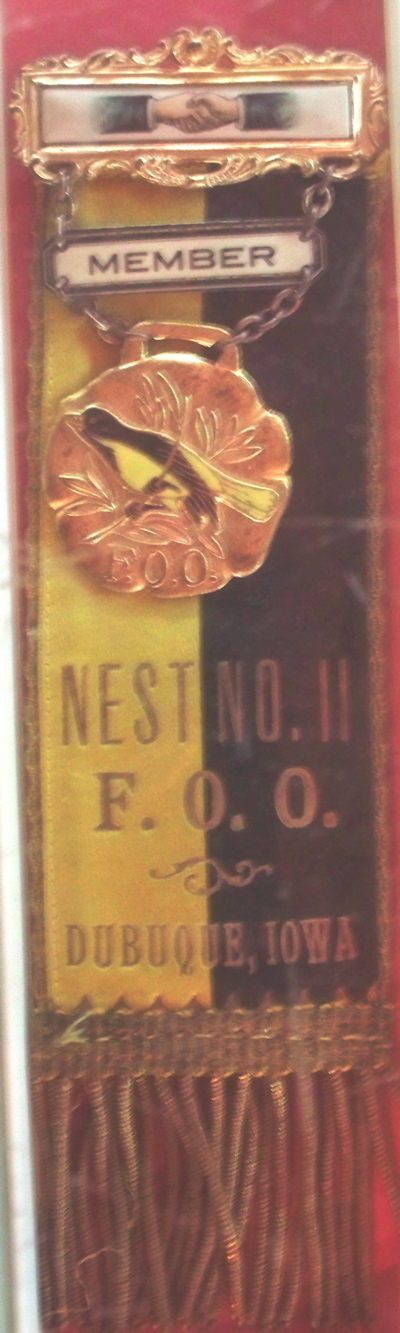 MEMBER
F.O.O.
NEST NO. 11
F. O. O.
DUBUQUE, IOWA